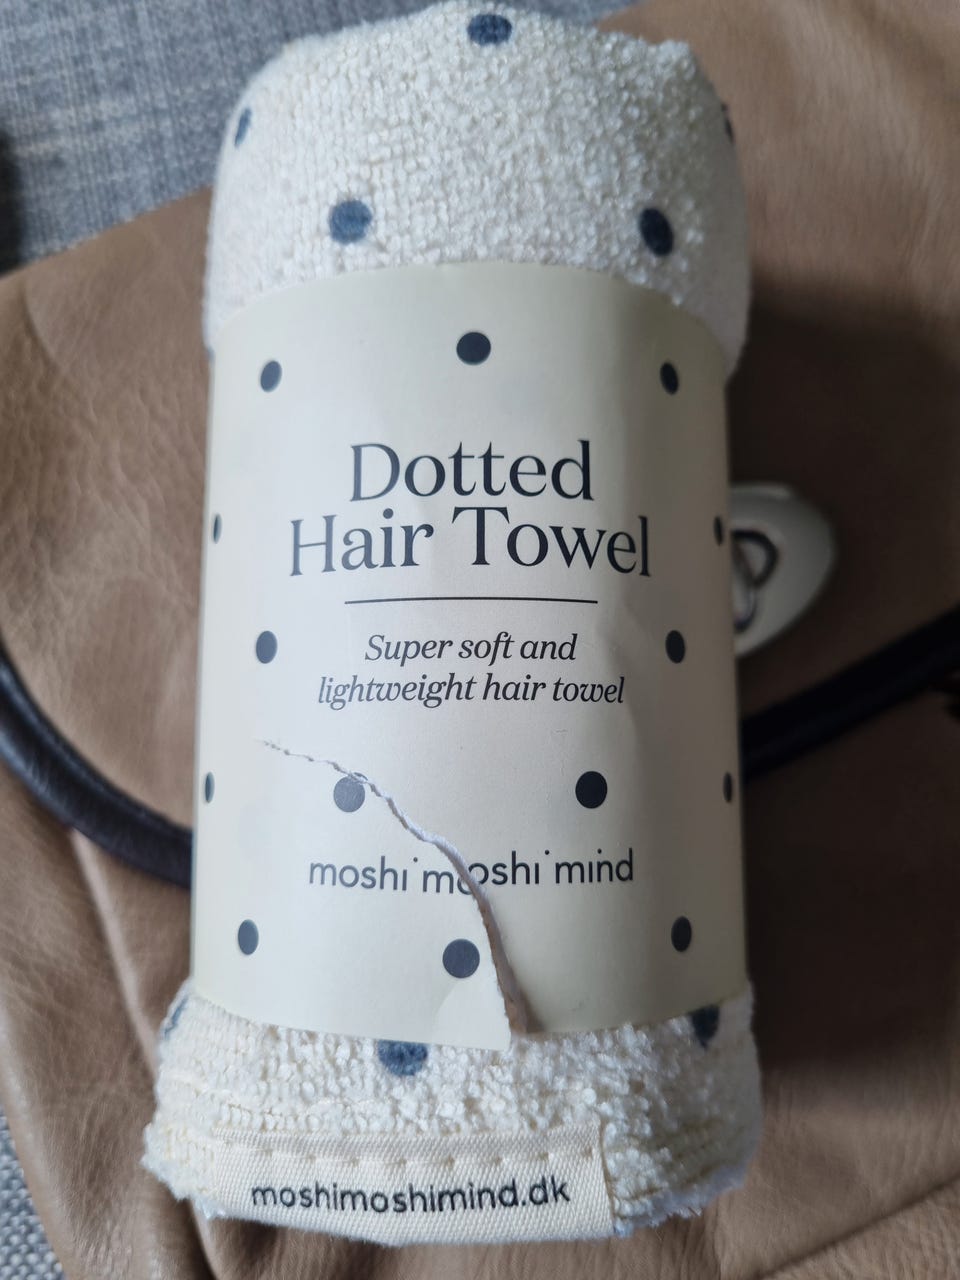 Dotted
Hair Towel
Super soft and
lightweight hair towel
moshi moshi mind
moshimoshimind.dk